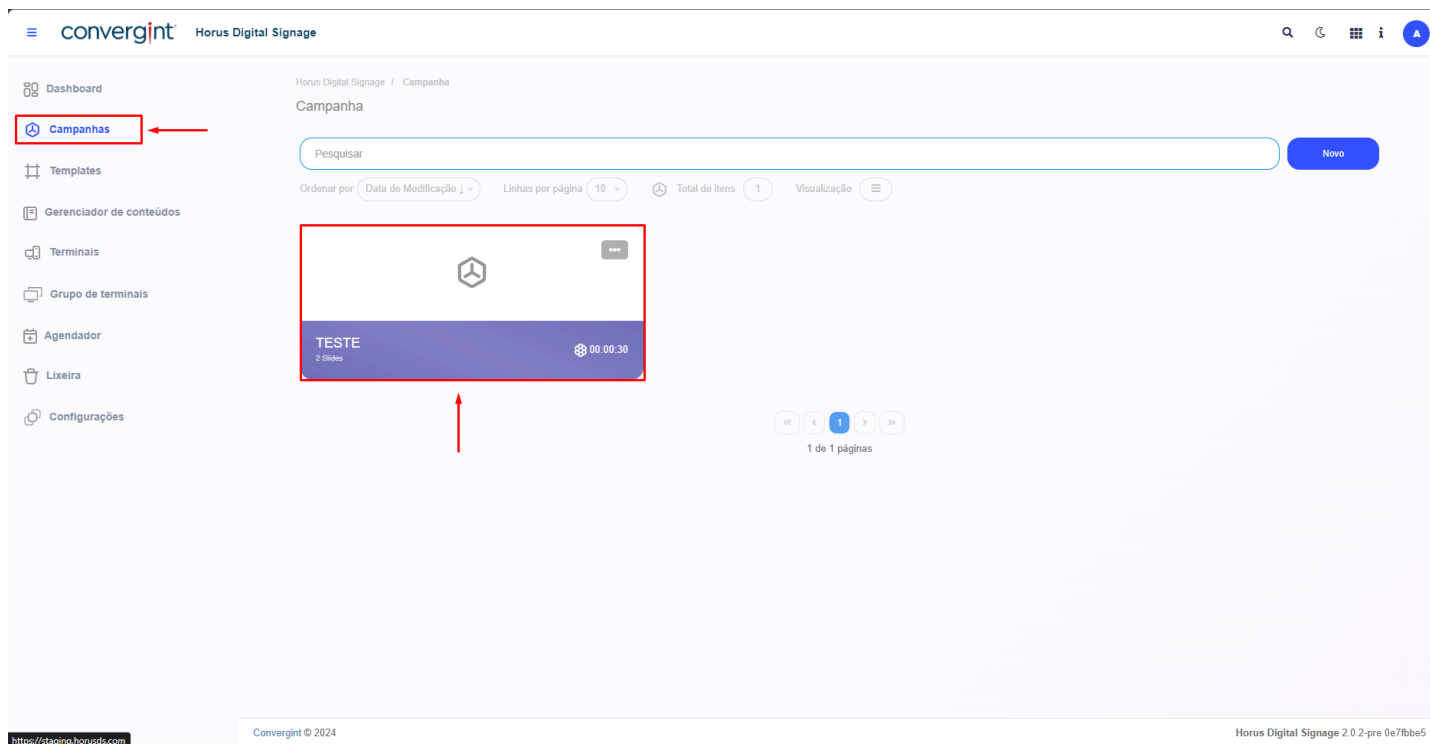 convergint Horus Digital Signage
A
Dashboard
Campanhas
Templates
Gerenciador de conteúdos
Terminais
Grupo de terminais
Agendador
Lixeira
Configurações
Horus Digital Signage / Campanha
Campanha
Pesquisar
Novo
Ordenar por Data de Modificação ↓ Linhas por página 10 Total de itens 1 Visualização
TESTE
2 Slides
00:00:30
« ‹ 1 › »
1 de 1 páginas
https://staging.horusds.com
Convergint © 2024
Horus Digital Signage 2.0.2-pre 0e7fbbe5